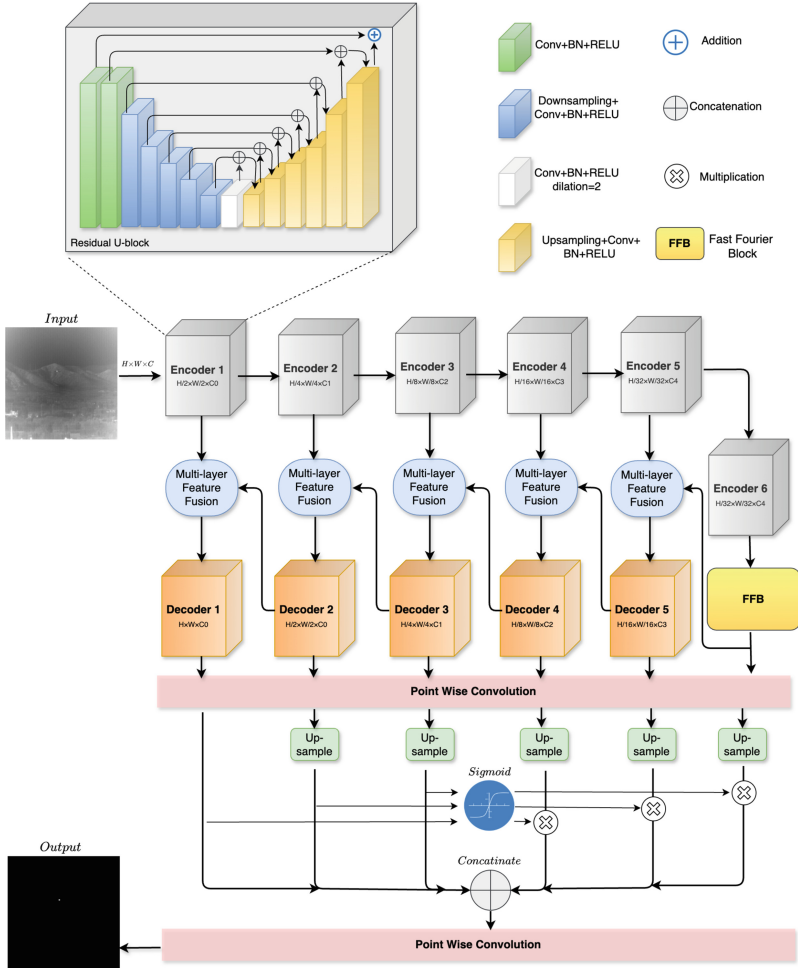 Residual U-block
Conv+BN+RELU
Addition
Downsampling+
Conv+BN+RELU
Concatenation
Conv+BN+RELU
dilation=2
Multiplication
Upsampling+Conv+
BN+RELU
FFB
Fast Fourier
Block
Input
H×W×C
Encoder 1
H/2×W/2×C0
Encoder 2
H/4×W/4×C1
Encoder 3
H/8×W/8×C2
Encoder 4
H/16×W/16×C3
Encoder 5
H/32×W/32×C4
Encoder 6
H/32×W/32×C4
Multi-layer
Feature
Fusion
Multi-layer
Feature
Fusion
Multi-layer
Feature
Fusion
Multi-layer
Feature
Fusion
Multi-layer
Feature
Fusion
Decoder 1
H×W×C0
Decoder 2
H/2×W/2×C0
Decoder 3
H/4×W/4×C1
Decoder 4
H/8×W/8×C2
Decoder 5
H/16×W/16×C3
FFB
Point Wise Convolution
Up-
sample
Up-
sample
Up-
sample
Up-
sample
Up-
sample
Sigmoid
Output
Concatinate
Point Wise Convolution